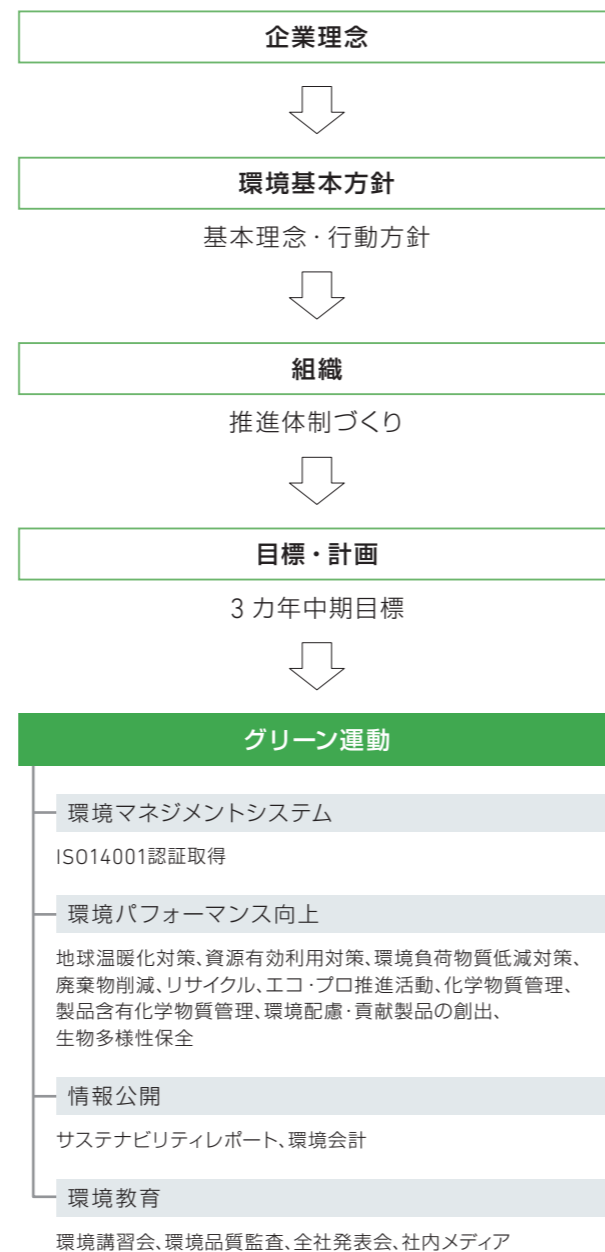 企業理念
環境基本方針
基本理念・行動方針
組織
推進体制づくり
目標・計画
3 カ年中期目標
グリーン運動
環境マネジメントシステム
ISO14001認証取得
環境パフォーマンス向上
地球温暖化対策、資源有効利用対策、環境負荷物質低減対策、
廃棄物削減、リサイクル、エコ・プロ推進活動、化学物質管理、
製品含有化学物質管理、環境配慮・貢献製品の創出、
生物多様性保全
情報公開
サステナビリティレポート、環境会計
環境教育
環境講習会、環境品質監査、全社発表会、社内メディア